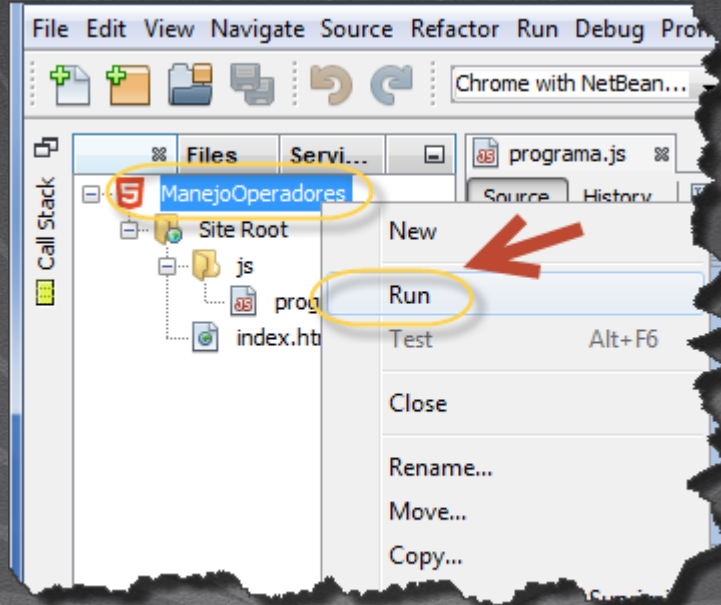 File Edit View Navigate Source Refactor Run Debug
Chrome with NetBean...
Files Servi...
programa.js
Call Stack
ManejoOperadores
Source History
Site Root
New
js
Run
prog
index.ht
Test Alt+F6
Close
Rename...
Move...
Copy...